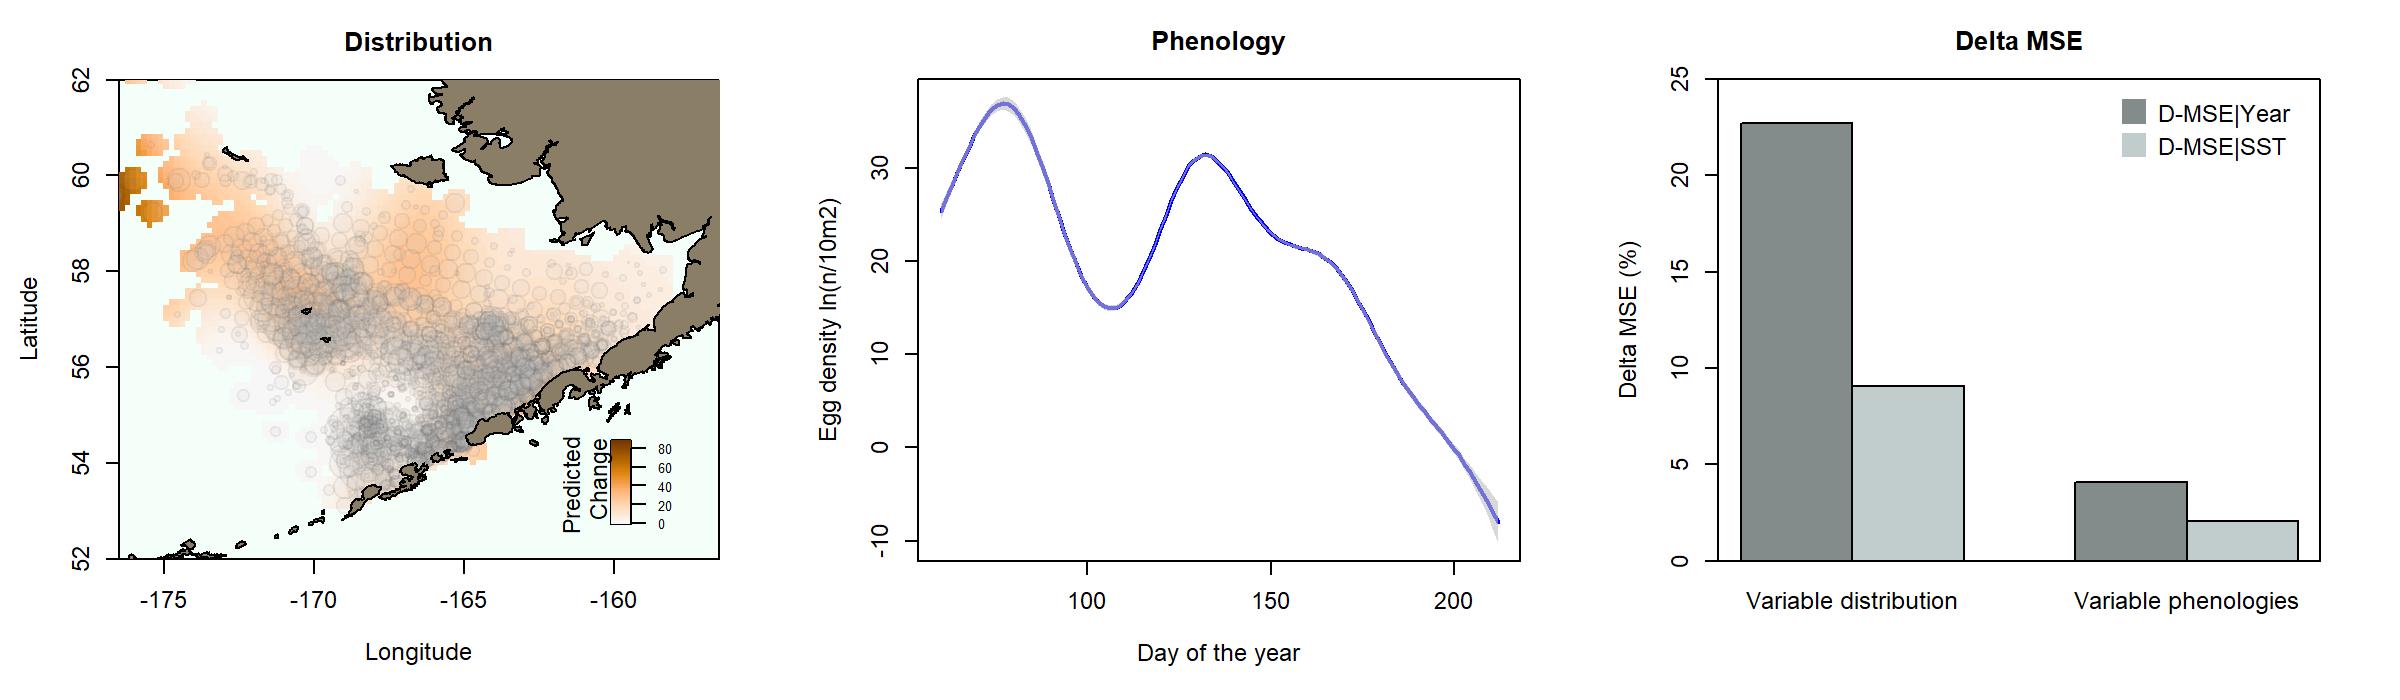 Distribution
Latitude
62
60
58
56
54
52
-175
-170
-165
-160
Longitude
Predicted
Change
80
60
40
20
0
Phenology
Egg density ln(n/10m2)
30
20
10
0
-10
100
150
200
Day of the year
Delta MSE
Delta MSE (%)
25
20
15
10
5
0
D-MSE|Year
D-MSE|SST
Variable distribution
Variable phenologies